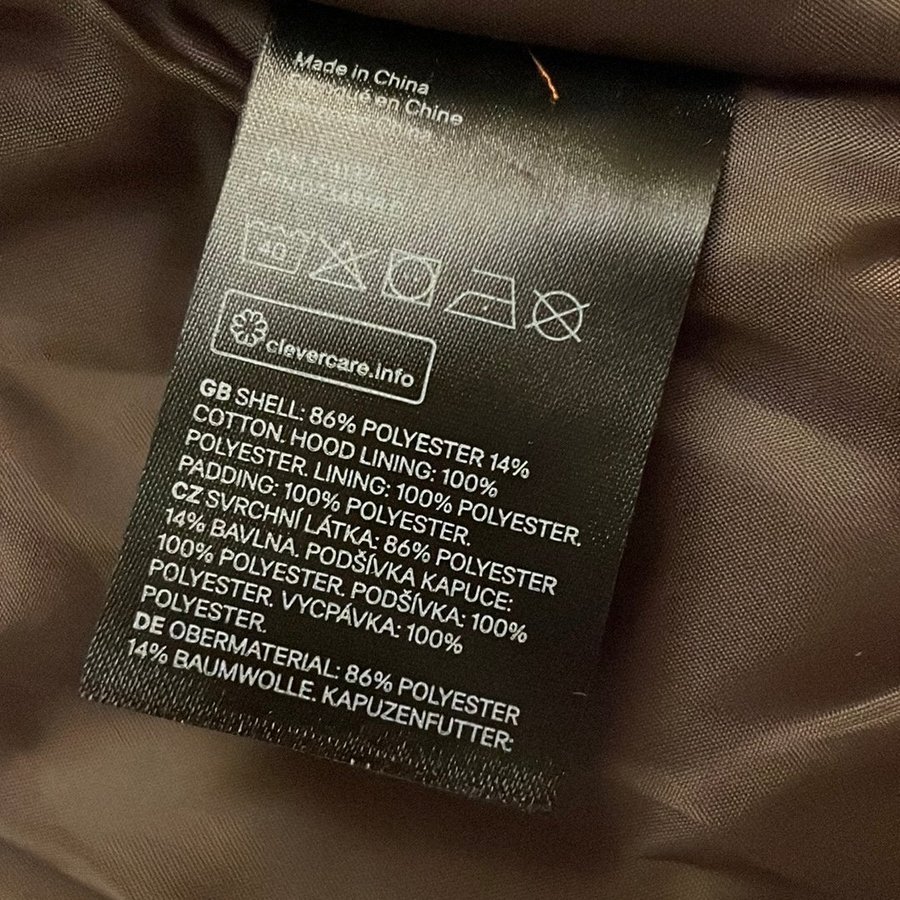 Made in China
en Chine
40
clevercare.info
GB SHELL: 86% POLYESTER 14%
COTTON. HOOD LINING: 100%
POLYESTER. LINING: 100% POLYESTER.
PADDING: 100% POLYESTER.
CZ SVRCHNÍ LÁTKA: 86% POLYESTER
14% BAVLNA. PODŠÍVKA KAPUCE:
100% POLYESTER. PODŠÍVKA: 100%
POLYESTER. VYCPÁVKA: 100%
POLYESTER.
DE OBERMATERIAL: 86% POLYESTER
14% BAUMWOLLE. KAPUZENFUTTER: